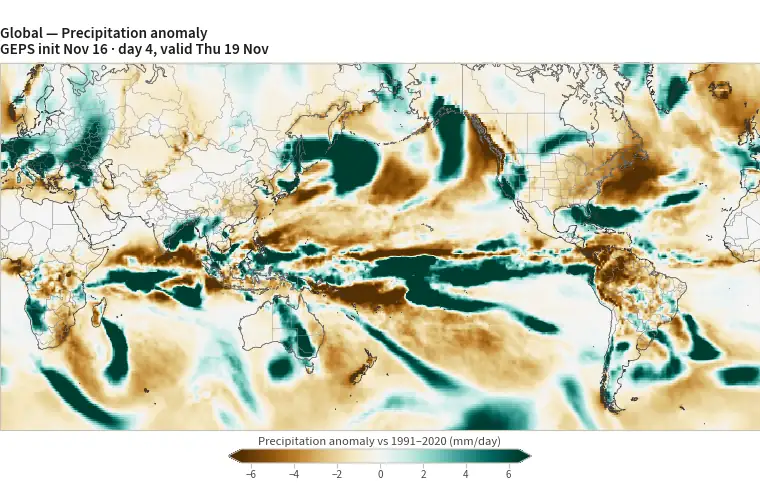 Global — Precipitation anomaly
GEPS init Nov 16 · day 4, valid Thu 19 Nov
Precipitation anomaly vs 1991–2020 (mm/day)
−6 −4 −2 0 2 4 6